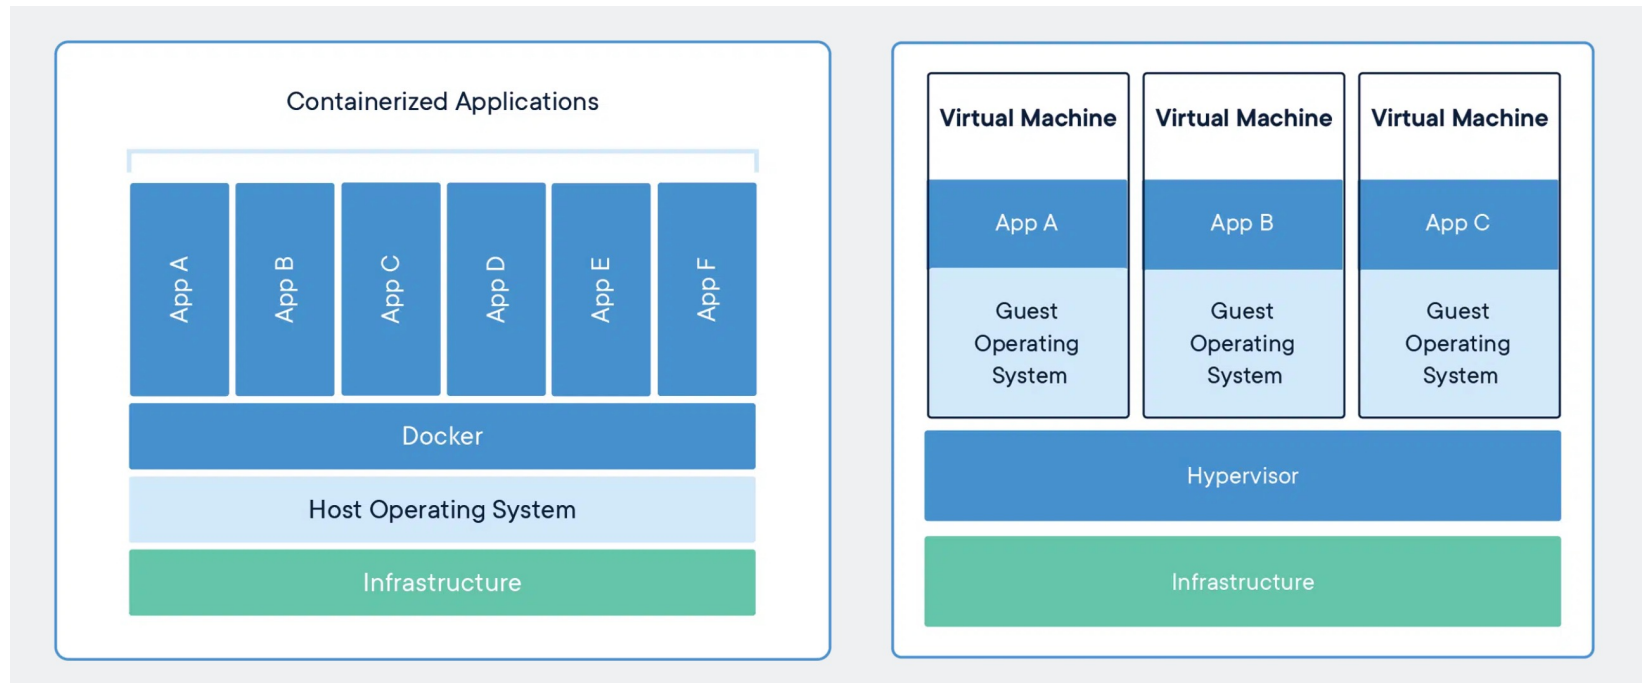 Containerized Applications
App A
App B
App C
App D
App E
App F
Docker
Host Operating System
Infrastructure
Virtual Machine
App A
Guest
Operating
System
Virtual Machine
App B
Guest
Operating
System
Virtual Machine
App C
Guest
Operating
System
Hypervisor
Infrastructure